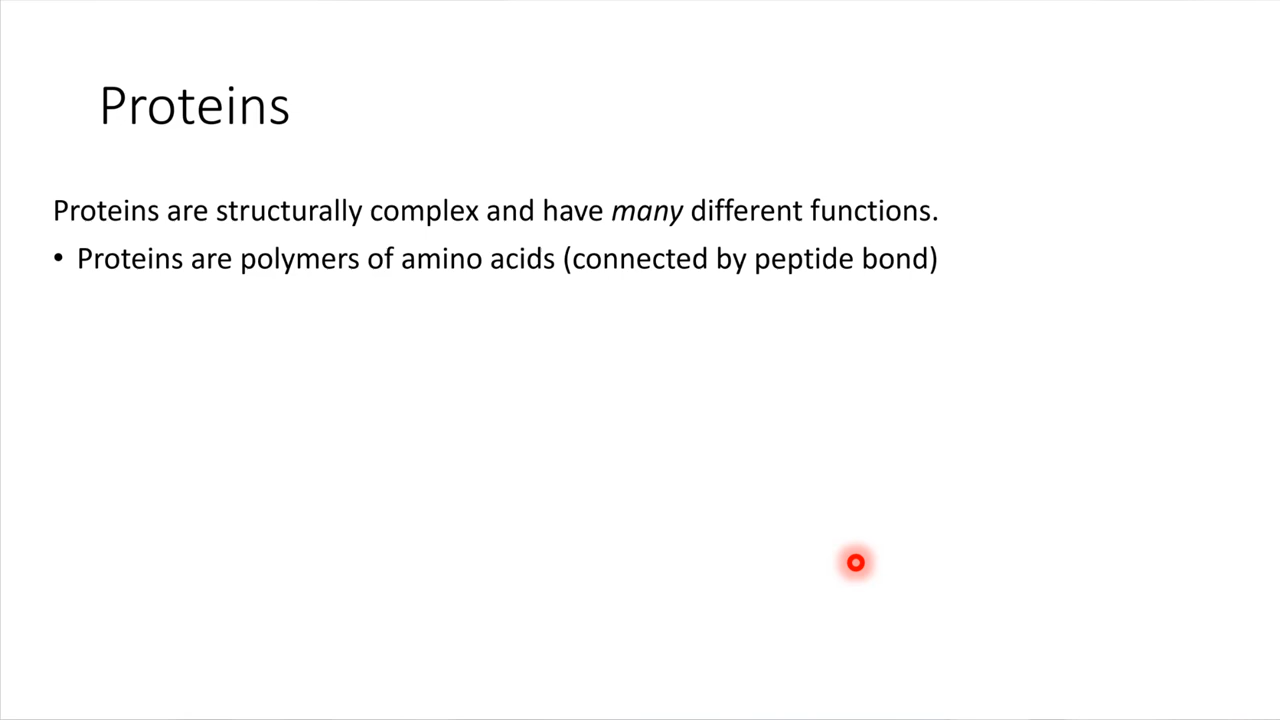 Proteins
Proteins are structurally complex and have many different functions.
• Proteins are polymers of amino acids (connected by peptide bond)